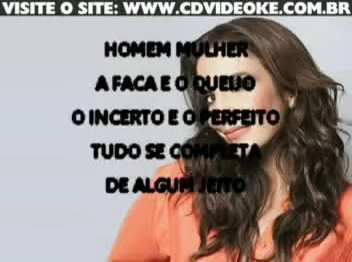 VISITE O SITE: WWW.CDVIDEOKE.COM.BR
HOMEM MULHER
A FACA E O QUEIJO
O INCERTO E O PERFEITO
TUDO SE COMPLETA
DE ALGUM JEITO